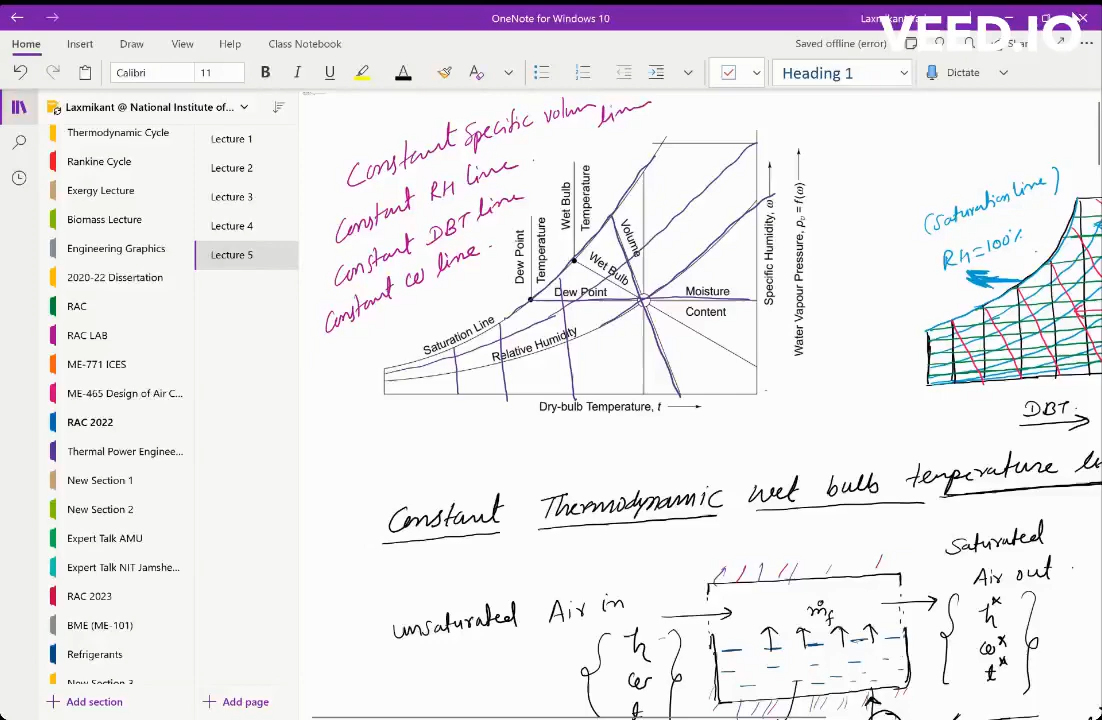 OneNote for Windows 10
VEED.IO
Home Insert Draw View Help Class Notebook
Saved offline (error)
Calibri 11 B I U A
Heading 1
Dictate
Laxmikant @ National Institute of...
Thermodynamic Cycle
Rankine Cycle
Exergy Lecture
Biomass Lecture
Engineering Graphics
2020-22 Dissertation
RAC
RAC LAB
ME-771 ICES
ME-465 Design of Air C...
RAC 2022
Thermal Power Enginee...
New Section 1
New Section 2
Expert Talk AMU
Expert Talk NIT Jamshe...
RAC 2023
BME (ME-101)
Refrigerants
New Section 3
Add section
Lecture 1
Lecture 2
Lecture 3
Lecture 4
Lecture 5
Add page
Constant Specific volum line
Constant RH line
Constant DBT line
Constant ω line
Dew Point
Temperature
Wet Bulb
Temperature
Volume
Wet Bulb
Dew Point
Moisture
Content
Saturation Line
Relative Humidity
Dry-bulb Temperature, t
Specific Humidity, ω
Water Vapour Pressure, pv = f(ω)
(Saturation line)
RH=100%
DBT
Constant Thermodynamic wet bulb temperature
unsaturated Air in
h
ω
t
ṁf
Saturated
Air out
h*
ω*
t*